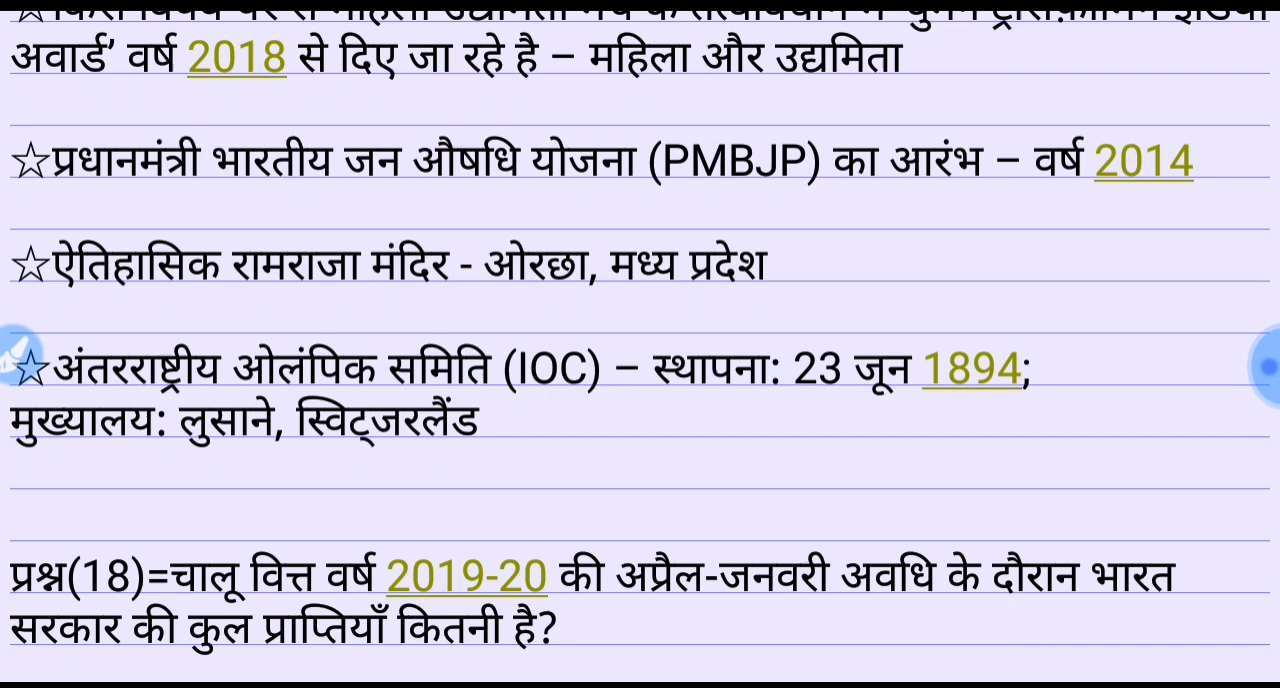 अवार्ड’ वर्ष 2018 से दिए जा रहे है – महिला और उद्यमिता
☆प्रधानमंत्री भारतीय जन औषधि योजना (PMBJP) का आरंभ – वर्ष 2014
☆ऐतिहासिक रामराजा मंदिर - ओरछा, मध्य प्रदेश
☆अंतरराष्ट्रीय ओलंपिक समिति (IOC) – स्थापना: 23 जून 1894;
मुख्यालय: लुसाने, स्विट्जरलैंड
प्रश्न(18)=चालू वित्त वर्ष 2019-20 की अप्रैल-जनवरी अवधि के दौरान भारत
सरकार की कुल प्राप्तियाँ कितनी है?